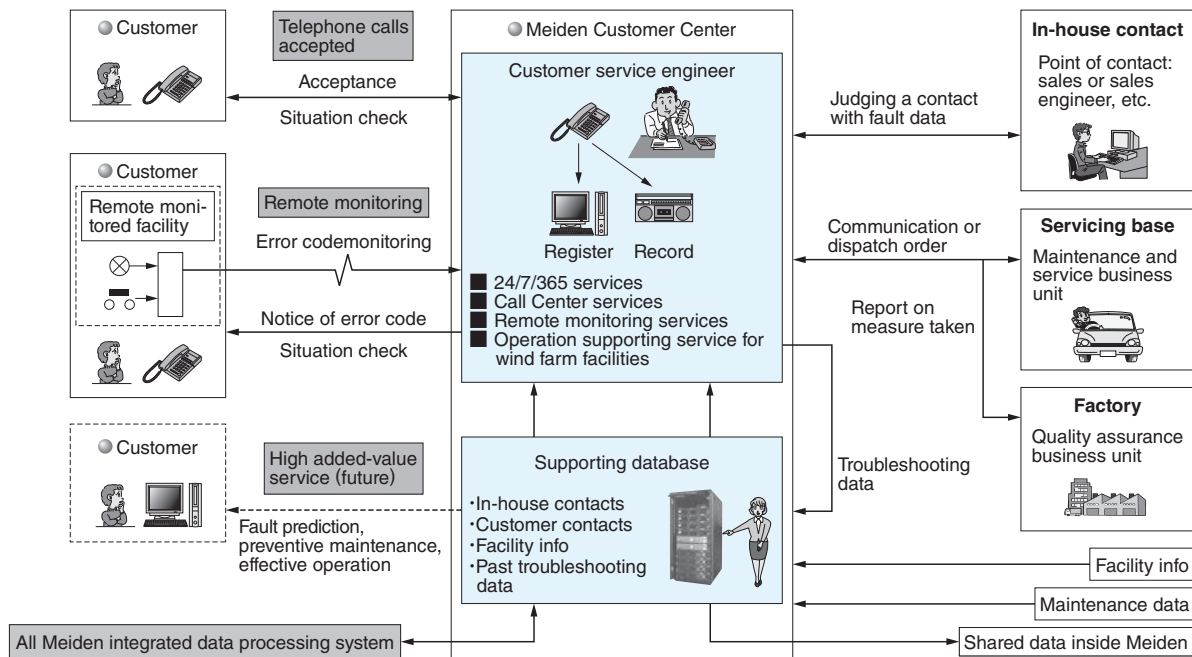 Customer
Telephone calls
accepted
Acceptance
Situation check
Customer
Remote moni-
tored facility
Remote monitoring
Error codemonitoring
Notice of error code
Situation check
Customer
High added-value
service (future)
Fault prediction,
preventive maintenance,
effective operation
All Meiden integrated data processing system
Meiden Customer Center
Customer service engineer
Register
Record
■ 24/7/365 services
■ Call Center services
■ Remote monitoring services
■ Operation supporting service for
wind farm facilities
Supporting database
・In-house contacts
・Customer contacts
・Facility info
・Past troubleshooting
data
Judging a contact
with fault data
Communication or
dispatch order
Report on
measure taken
Troubleshooting
data
In-house contact
Point of contact:
sales or sales
engineer, etc.
Servicing base
Maintenance and
service business
unit
Factory
Quality assurance
business unit
Facility info
Maintenance data
Shared data inside Meiden